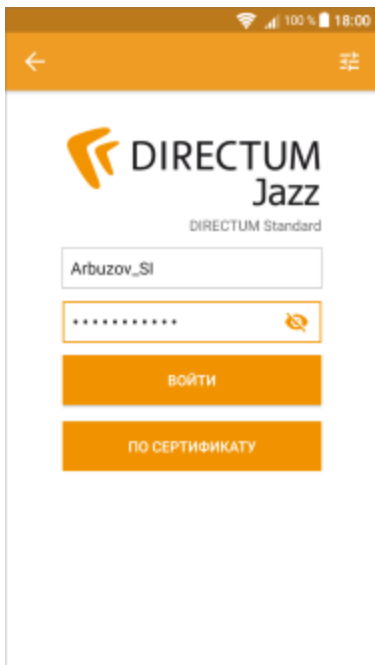 100 % 18:00
DIRECTUM
Jazz
DIRECTUM Standard
Arbuzov_SI
•••••••••••
ВОЙТИ
ПО СЕРТИФИКАТУ